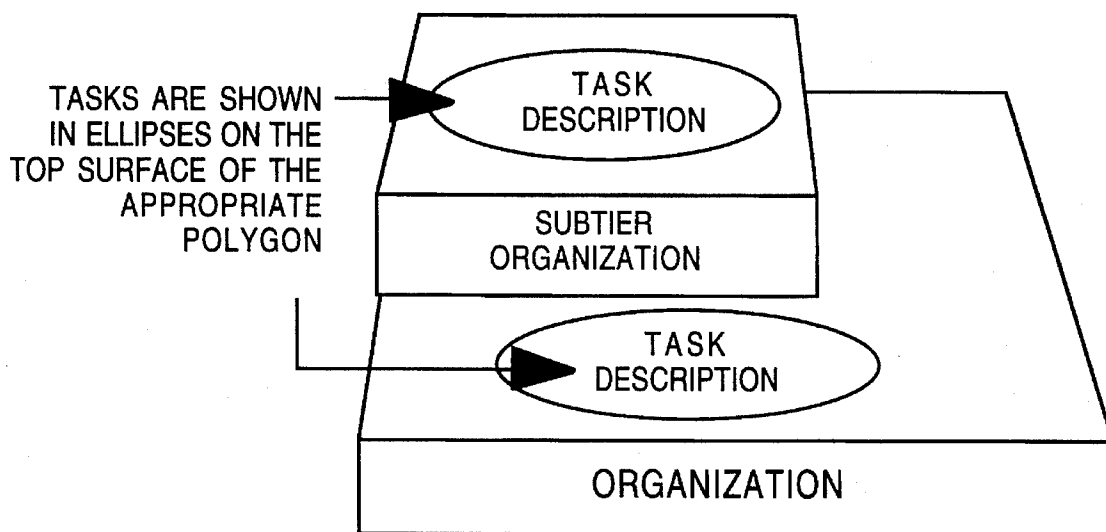 TASKS ARE SHOWN
IN ELLIPSES ON THE
TOP SURFACE OF THE
APPROPRIATE
POLYGON
TASK
DESCRIPTION
SUBTIER
ORGANIZATION
TASK
DESCRIPTION
ORGANIZATION